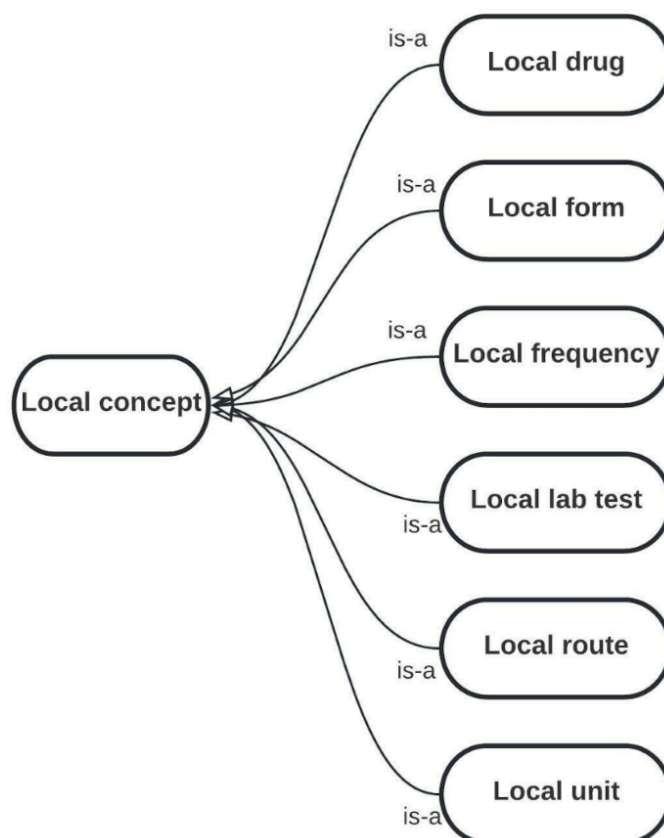 is-a
Local drug
is-a
Local form
is-a
Local frequency
Local concept
Local lab test
is-a
Local route
is-a
Local unit
is-a